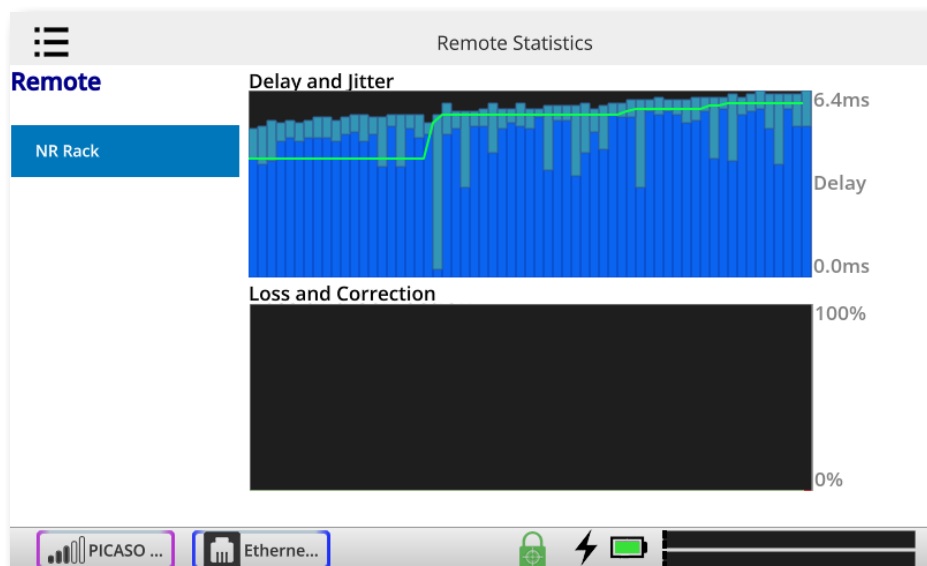 Remote Statistics
Remote
NR Rack
Delay and Jitter
6.4ms
Delay
0.0ms
Loss and Correction
100%
0%
PICASO ...
Etherne...